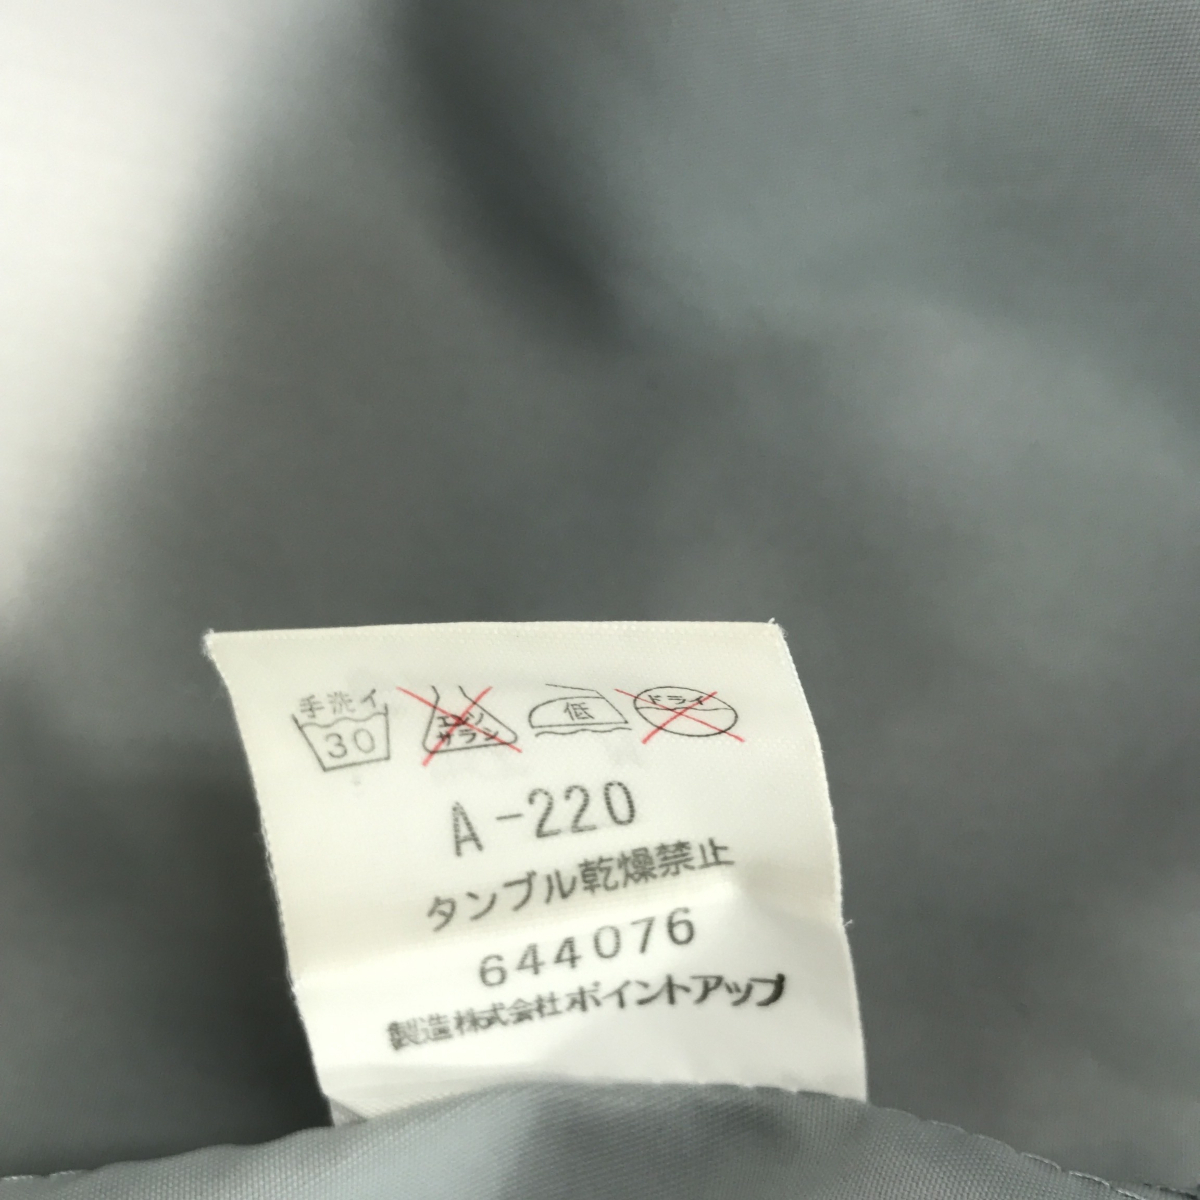 手洗イ
30
エンソ
サラシ
低
ドライ
A-220
タンブル乾燥禁止
644076
製造株式会社ポイントアップ